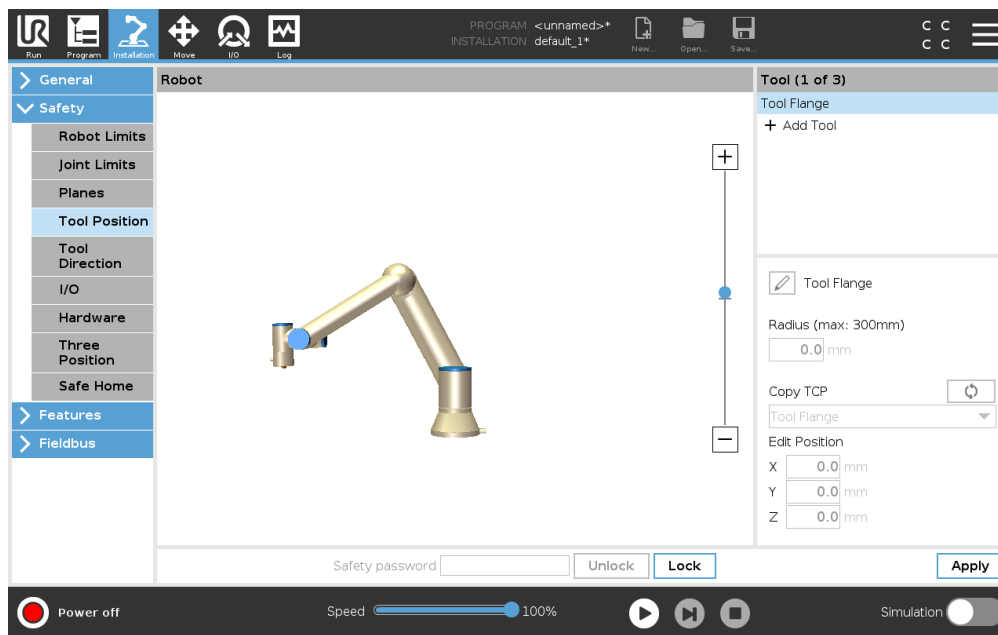 PROGRAM <unnamed>*
INSTALLATION default_1*
UR
Run
Program
Installation
Move
I/O
Log
New...
Open...
Save...
C C
C C
General
Safety
Robot Limits
Joint Limits
Planes
Tool Position
Tool
Direction
I/O
Hardware
Three
Position
Safe Home
Features
Fieldbus
Robot
Tool (1 of 3)
Tool Flange
+ Add Tool
Tool Flange
Radius (max: 300mm)
0.0 mm
Copy TCP
Tool Flange
Edit Position
X 0.0 mm
Y 0.0 mm
Z 0.0 mm
Safety password
Unlock
Lock
Apply
Power off
Speed
100%
Simulation